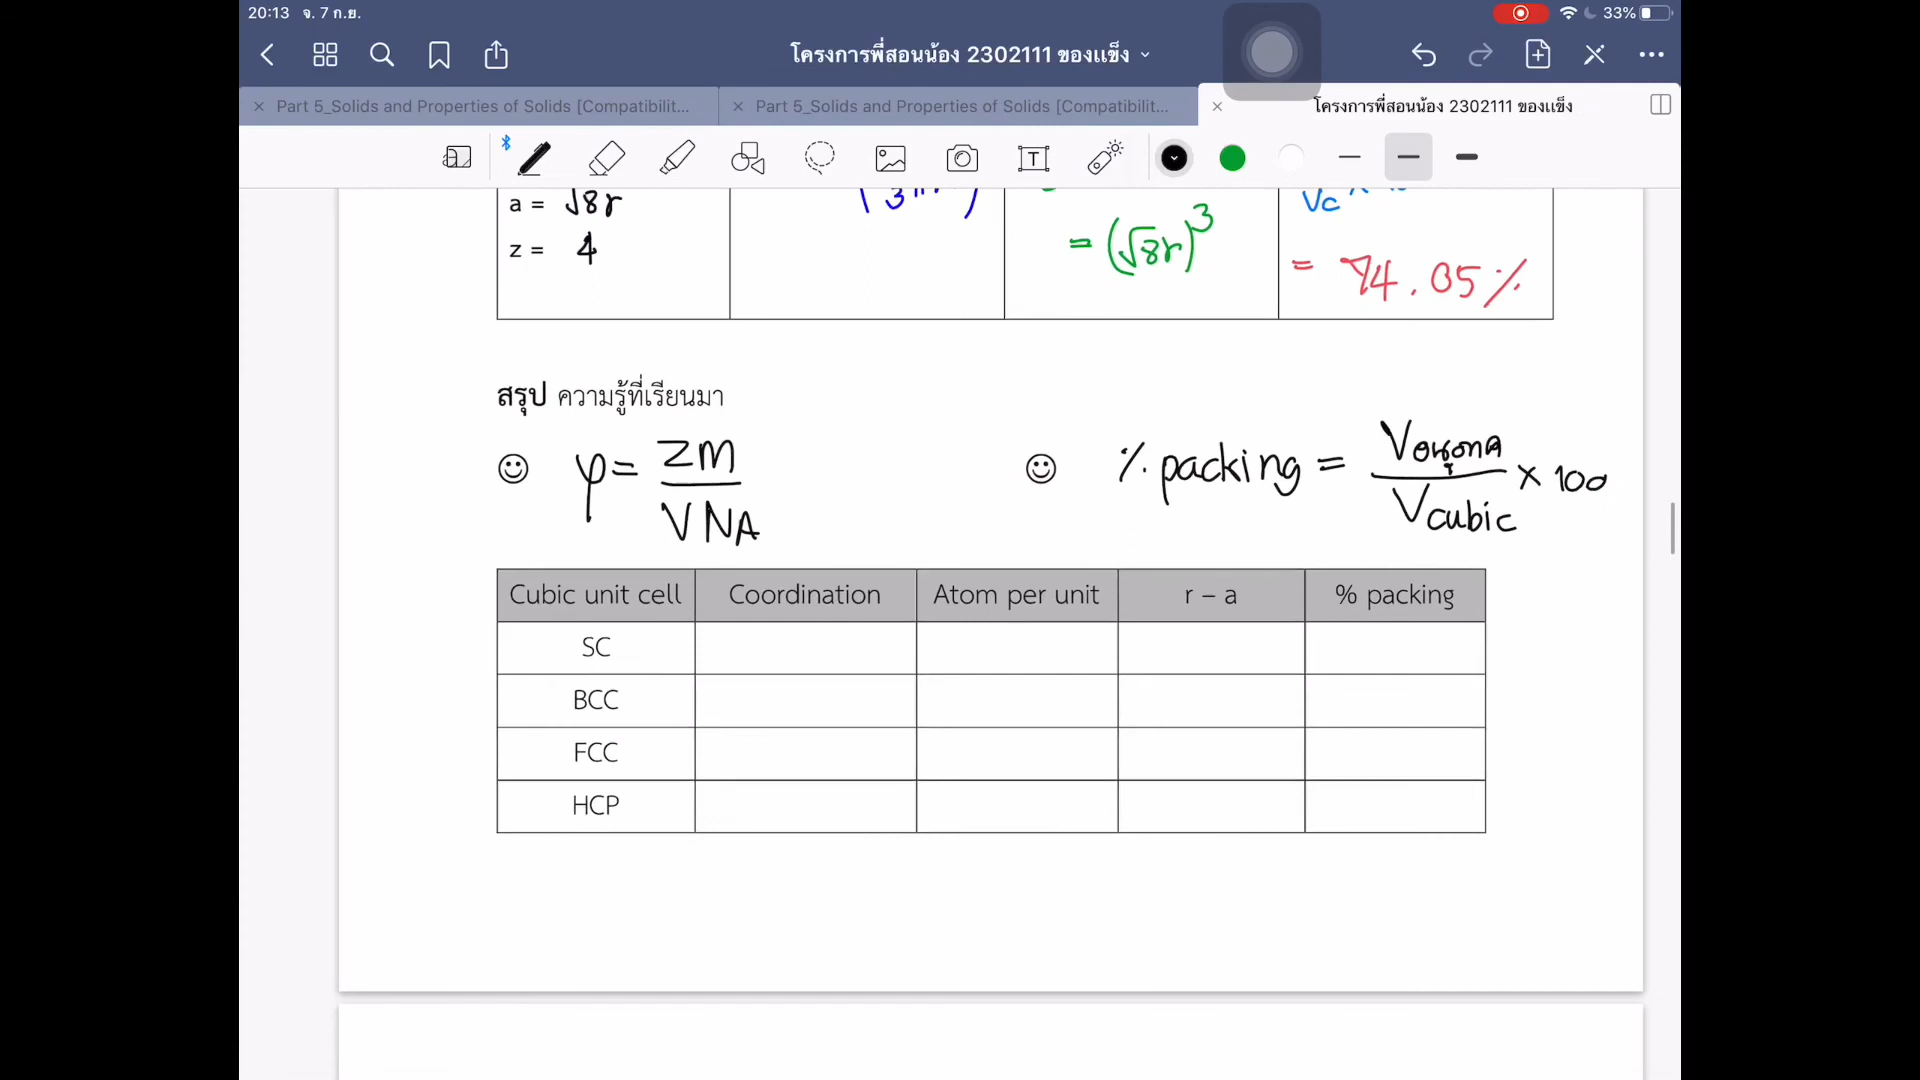 20:13 จ. 7 ก.ย.
33%
โครงการพี่สอนน้อง 2302111 ของแข็ง
Part 5_Solids and Properties of Solids [Compatibilit...
Part 5_Solids and Properties of Solids [Compatibilit...
โครงการพี่สอนน้อง 2302111 ของแข็ง
a = √8r
z = 4
= (√8r)³
= 74.05%
สรุป ความรู้ที่เรียนมา
ρ = ZM / VNA
% packing = Vอนุภาค / Vcubic × 100
Cubic unit cell Coordination Atom per unit r – a % packing
SC
BCC
FCC
HCP